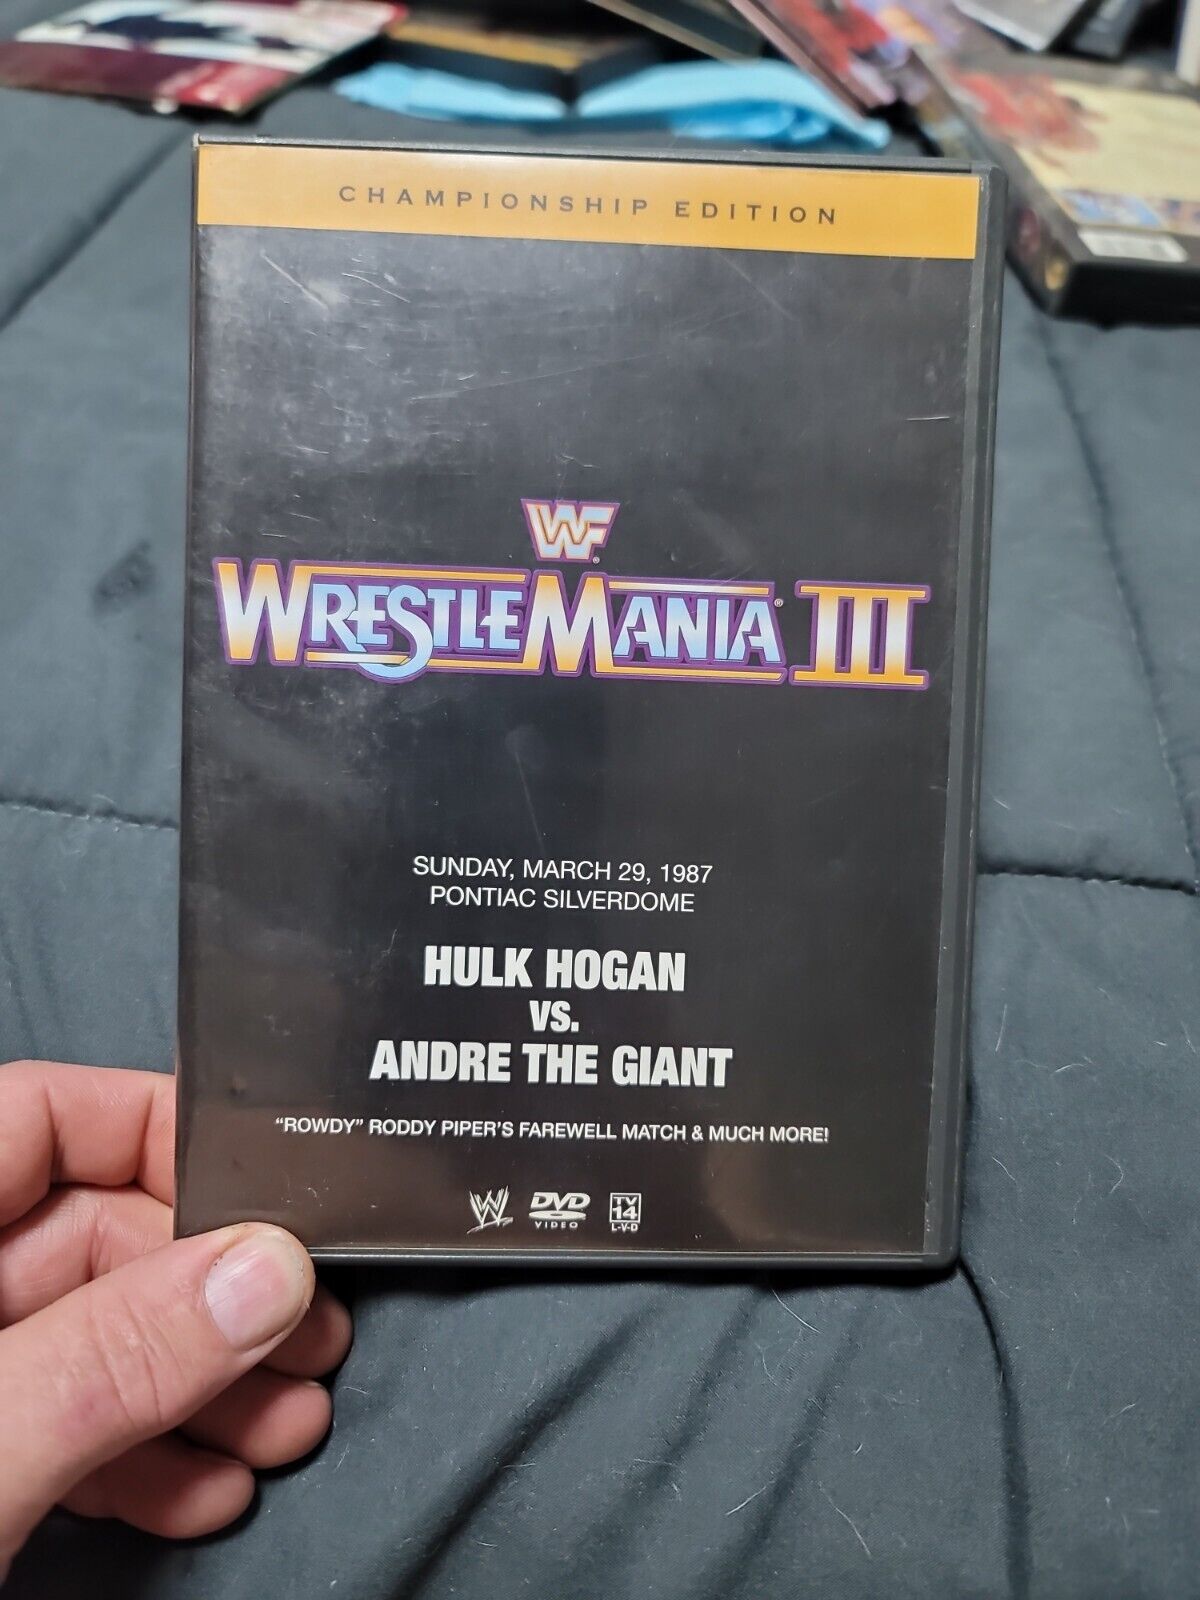 CHAMPIONSHIP EDITION
WF
WRESTLEMANIA® III
SUNDAY, MARCH 29, 1987
PONTIAC SILVERDOME
HULK HOGAN
VS.
ANDRE THE GIANT
"ROWDY" RODDY PIPER'S FAREWELL MATCH & MUCH MORE!
W DVD VIDEO TV 14 L-V-D